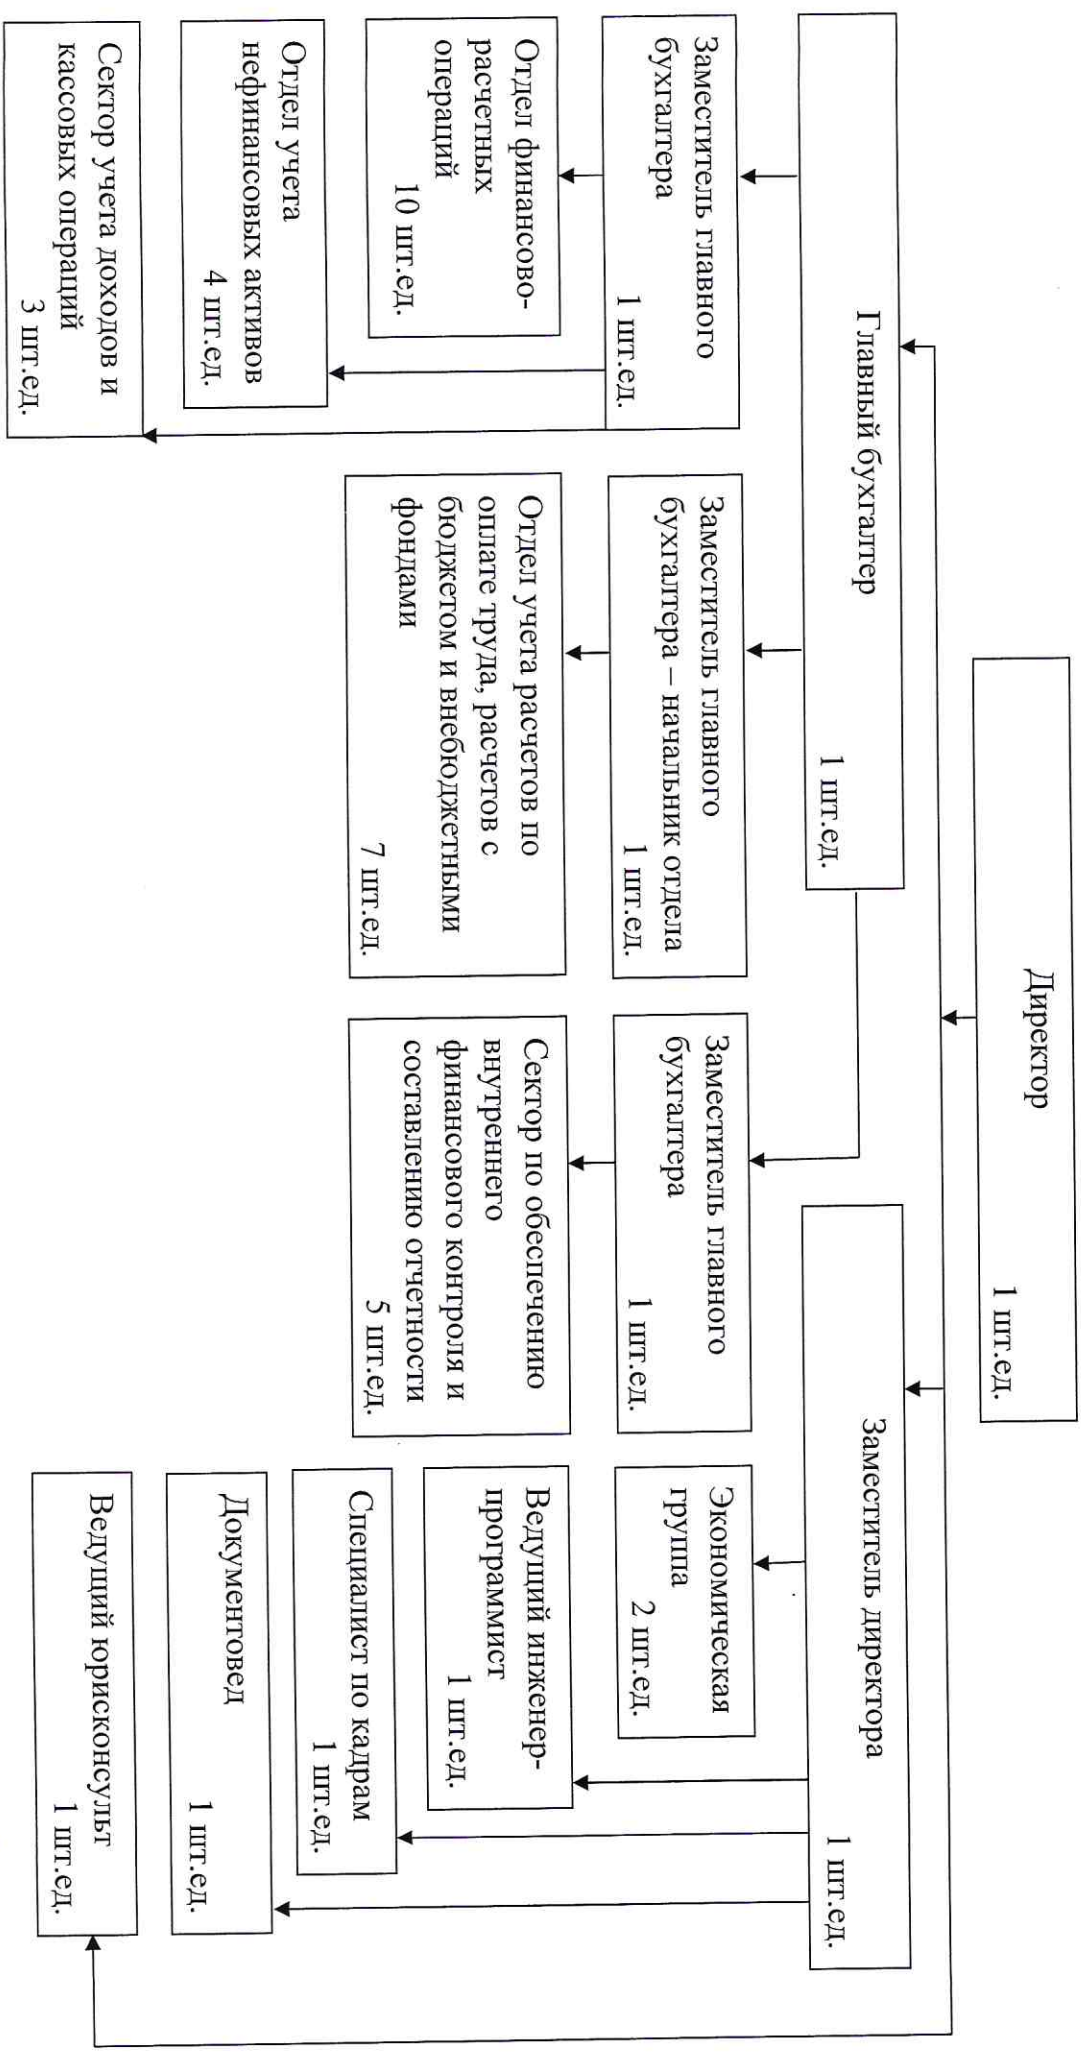 Директор
1 шт.ед.
Главный бухгалтер
1 шт.ед.
Заместитель директора
1 шт.ед.
Заместитель главного
бухгалтера
1 шт.ед.
Заместитель главного
бухгалтера – начальник отдела
1 шт.ед.
Заместитель главного
бухгалтера
1 шт.ед.
Экономическая
группа
2 шт.ед.
Отдел финансово-
расчетных
операций
10 шт.ед.
Отдел учета расчетов по
оплате труда, расчетов с
бюджетом и внебюджетными
фондами
7 шт.ед.
Сектор по обеспечению
внутреннего
финансового контроля и
составлению отчетности
5 шт.ед.
Ведущий инженер-
программист
1 шт.ед.
Отдел учета
нефинансовых активов
4 шт.ед.
Специалист по кадрам
1 шт.ед.
Документовед
1 шт.ед.
Сектор учета доходов и
кассовых операций
3 шт.ед.
Ведущий юрисконсульт
1 шт.ед.